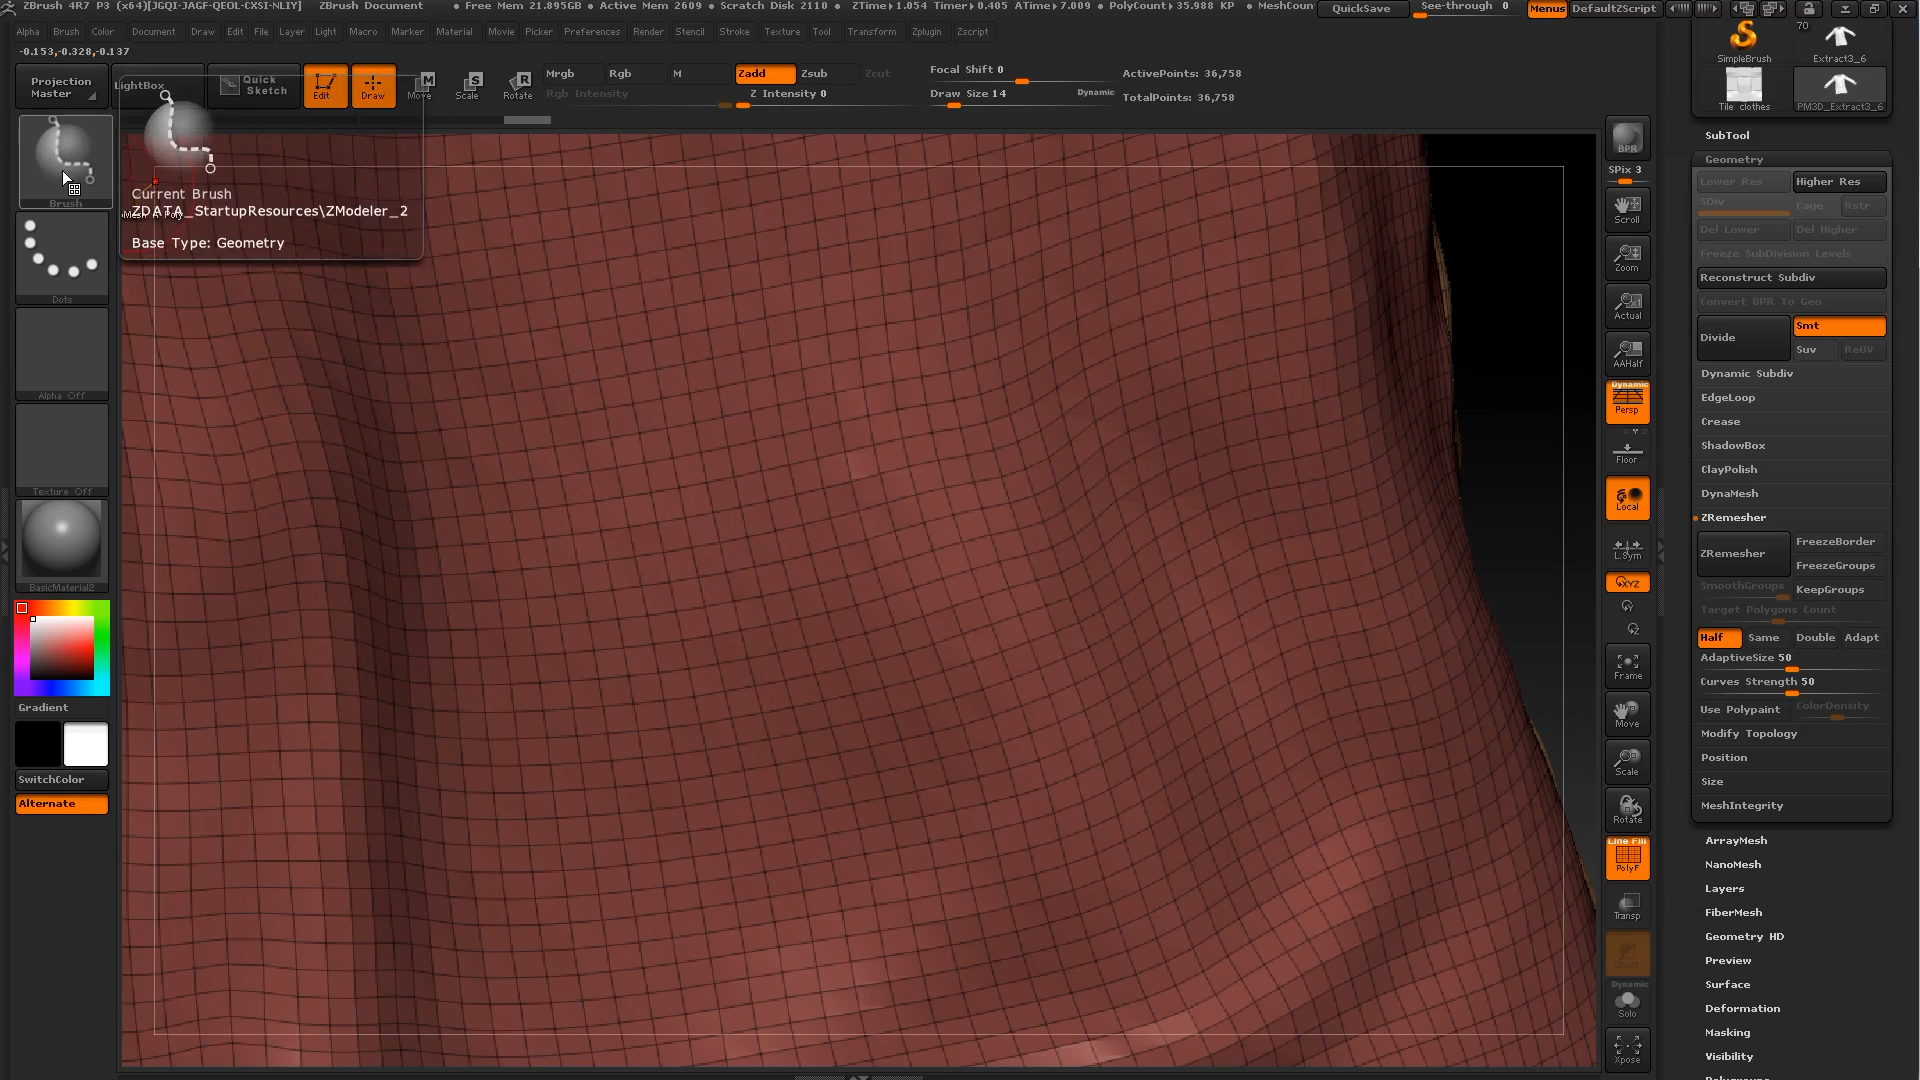 ZBrush 4R7 P3 (x64)[JGQI-JAGF-QEOL-CXSI-NLIY] ZBrush Document • Free Mem 21.895GB • Active Mem 2609 • Scratch Disk 2110 • ZTime▸1.054 Timer▸0.405 ATime▸7.009 • PolyCount▸35.988 KP • MeshCoun QuickSave See-through 0 Menus DefaultZScript
Alpha Brush Color Document Draw Edit File Layer Light Macro Marker Material Movie Picker Preferences Render Stencil Stroke Texture Tool Transform Zplugin Zscript
-0.153,-0.328,-0.137
Projection Master
LightBox
Quick Sketch
Edit
Draw
Move
Scale
Rotate
M
S
R
Mrgb Rgb M Zadd Zsub Zcut
Rgb Intensity Z Intensity 0
Focal Shift 0
Draw Size 14 Dynamic
ActivePoints: 36,758
TotalPoints: 36,758
Brush
Current Brush
ZDATA_StartupResources\ZModeler_2
Base Type: Geometry
Dots
Alpha Off
Texture Off
BasicMaterial2
Gradient
SwitchColor
Alternate
BPR
SPix 3
Scroll
Zoom
Actual
AAHalf
Dynamic
Persp
Floor
Local
L.Sym
XYZ
Frame
Move
Scale
Rotate
Line Fill
PolyF
Transp
Ghost
Dynamic
Solo
Xpose
70
SimpleBrush Extract3_6
Tile clothes PM3D_Extract3_6
SubTool
Geometry
Lower Res Higher Res
SDiv Cage Rstr
Del Lower Del Higher
Freeze SubDivision Levels
Reconstruct Subdiv
Convert BPR To Geo
Divide Smt
Suv ReUV
Dynamic Subdiv
EdgeLoop
Crease
ShadowBox
ClayPolish
DynaMesh
ZRemesher
ZRemesher FreezeBorder
FreezeGroups
SmoothGroups KeepGroups
Target Polygons Count
Half Same Double Adapt
AdaptiveSize 50
Curves Strength 50
Use Polypaint ColorDensity
Modify Topology
Position
Size
MeshIntegrity
ArrayMesh
NanoMesh
Layers
FiberMesh
Geometry HD
Preview
Surface
Deformation
Masking
Visibility